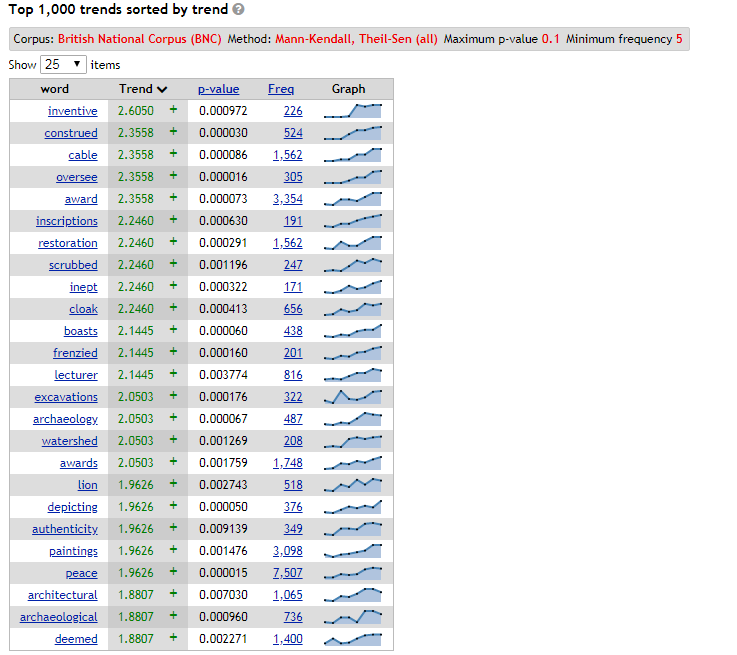 Top 1,000 trends sorted by trend ?
Corpus: British National Corpus (BNC) Method: Mann-Kendall, Theil-Sen (all) Maximum p-value 0.1 Minimum frequency 5
Show 25 items
word Trend p-value Freq Graph
inventive 2.6050 + 0.000972 226
construed 2.3558 + 0.000030 524
cable 2.3558 + 0.000086 1,562
oversee 2.3558 + 0.000016 305
award 2.3558 + 0.000073 3,354
inscriptions 2.2460 + 0.000630 191
restoration 2.2460 + 0.000291 1,562
scrubbed 2.2460 + 0.001196 247
inept 2.2460 + 0.000322 171
cloak 2.2460 + 0.000413 656
boasts 2.1445 + 0.000060 438
frenzied 2.1445 + 0.000160 201
lecturer 2.1445 + 0.003774 816
excavations 2.0503 + 0.000176 322
archaeology 2.0503 + 0.000067 487
watershed 2.0503 + 0.001269 208
awards 2.0503 + 0.001759 1,748
lion 1.9626 + 0.002743 518
depicting 1.9626 + 0.000050 376
authenticity 1.9626 + 0.009139 349
paintings 1.9626 + 0.001476 3,098
peace 1.9626 + 0.000015 7,507
architectural 1.8807 + 0.007030 1,065
archaeological 1.8807 + 0.000960 736
deemed 1.8807 + 0.002271 1,400